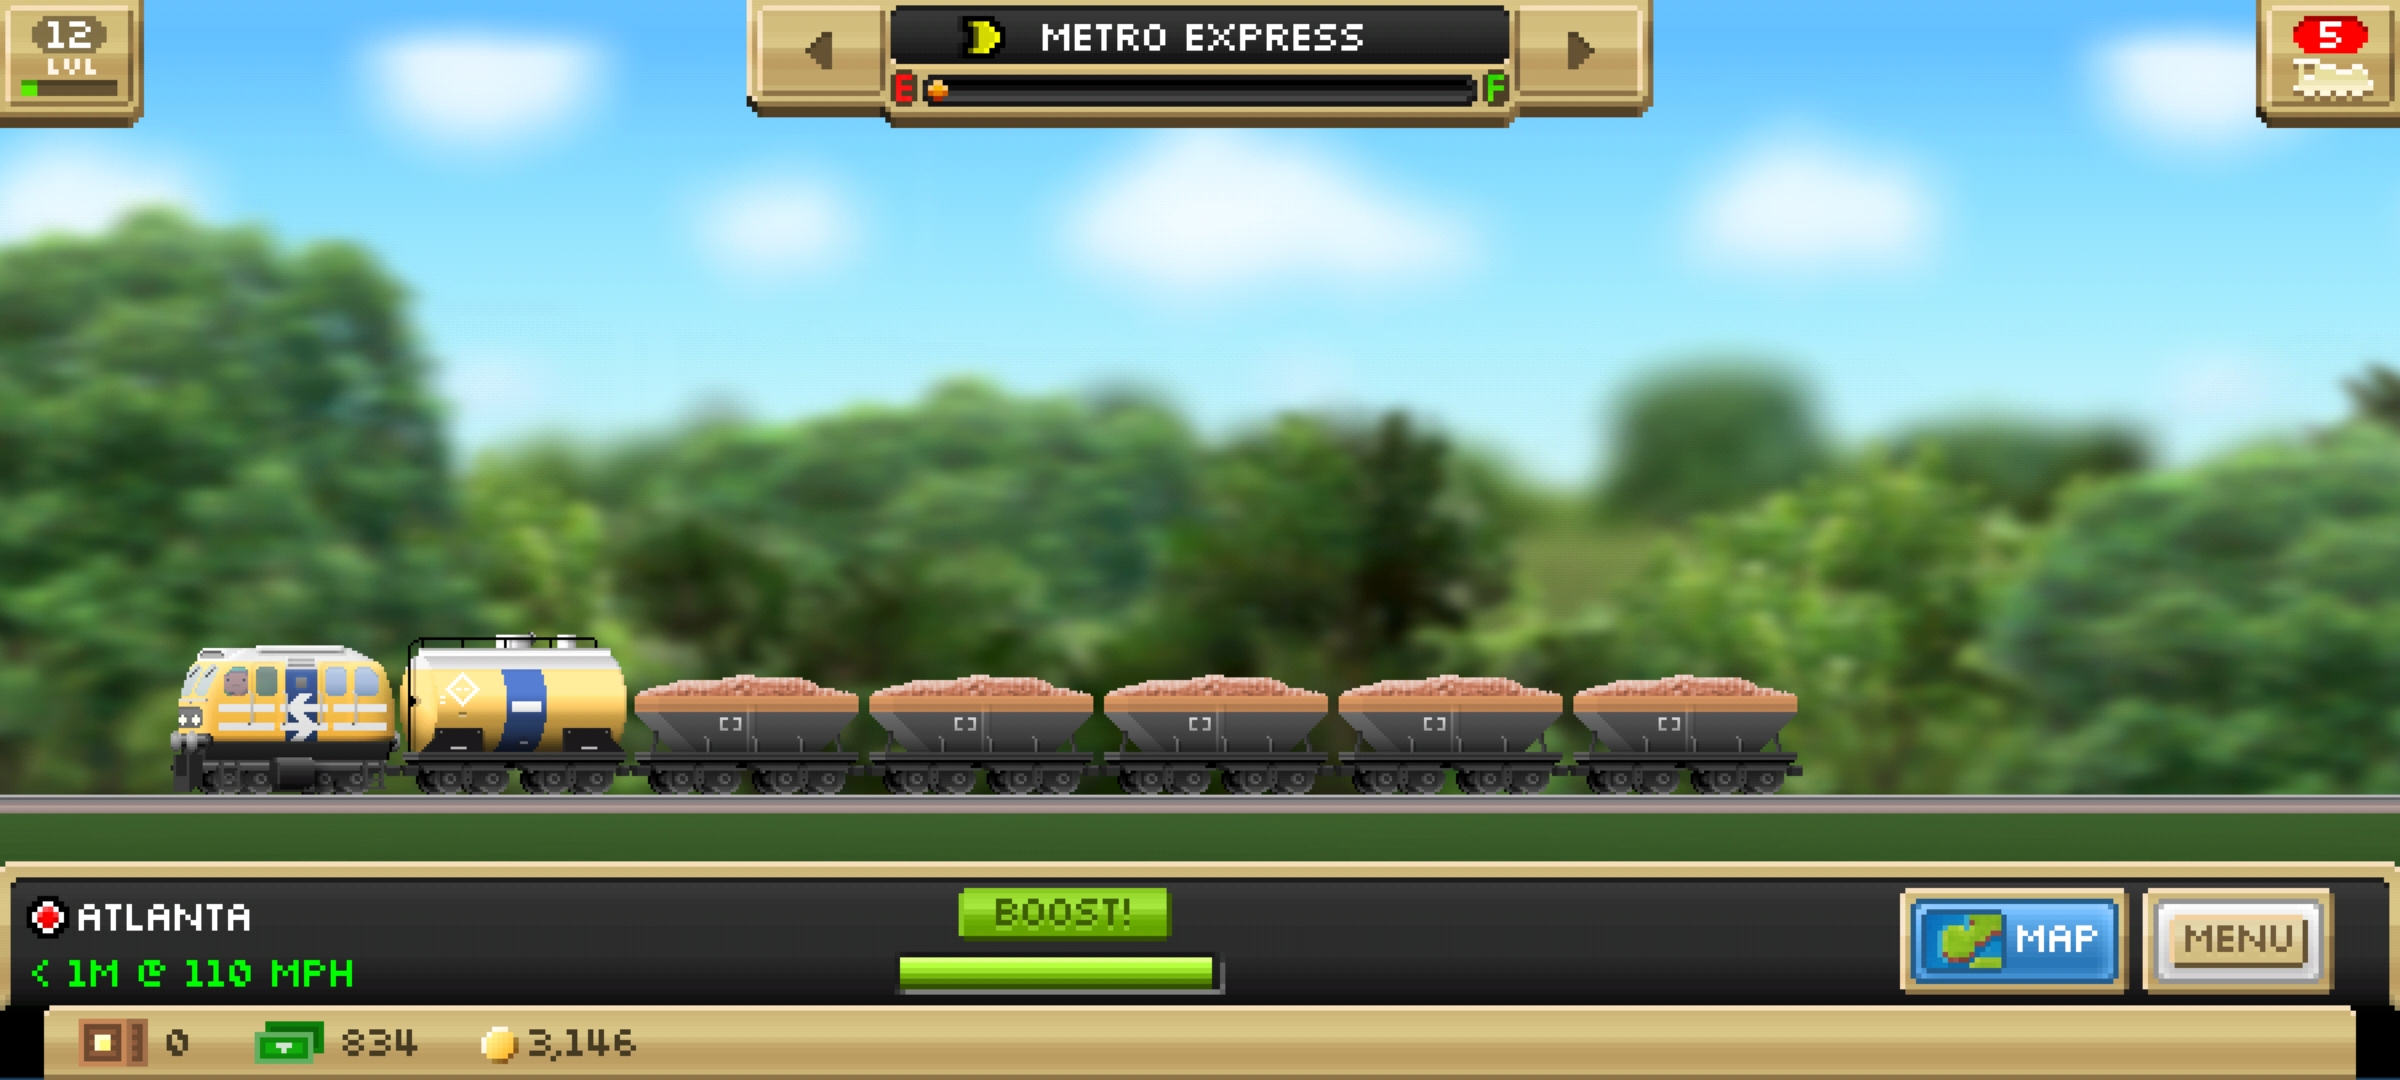 12
LVL
METRO EXPRESS
E F
5
ATLANTA
< 1M @ 110 MPH
BOOST!
MAP
MENU
0 834 3,146